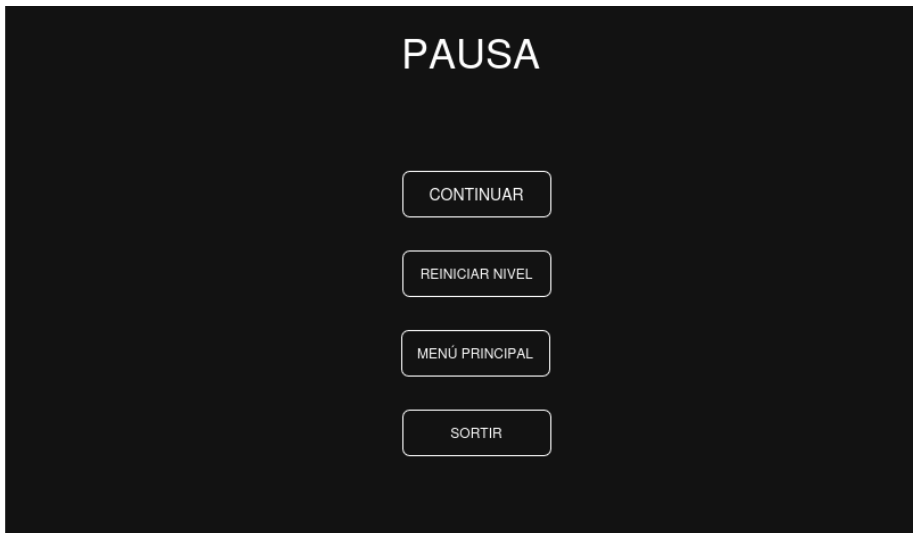 PAUSA
CONTINUAR
REINICIAR NIVEL
MENÚ PRINCIPAL
SORTIR